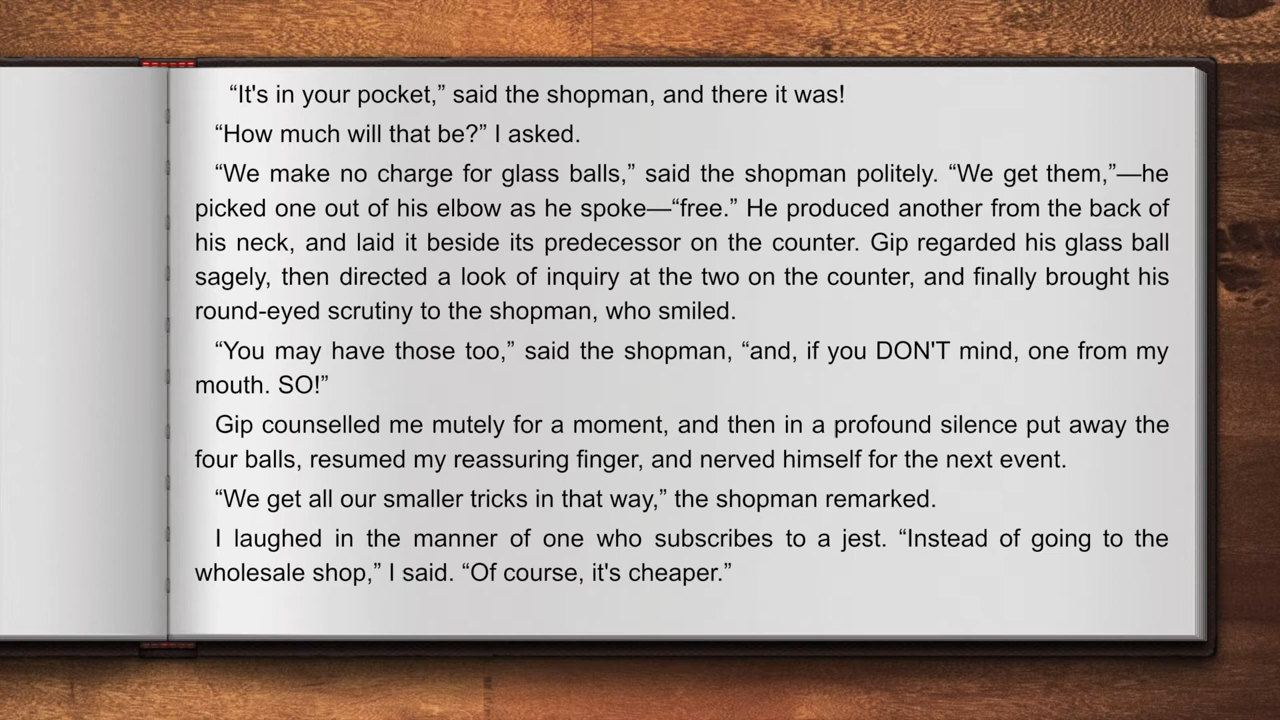 “It's in your pocket,” said the shopman, and there it was!
“How much will that be?” I asked.
“We make no charge for glass balls,” said the shopman politely. “We get them,”—he
picked one out of his elbow as he spoke—“free.” He produced another from the back of
his neck, and laid it beside its predecessor on the counter. Gip regarded his glass ball
sagely, then directed a look of inquiry at the two on the counter, and finally brought his
round-eyed scrutiny to the shopman, who smiled.
“You may have those too,” said the shopman, “and, if you DON'T mind, one from my
mouth. SO!”
Gip counselled me mutely for a moment, and then in a profound silence put away the
four balls, resumed my reassuring finger, and nerved himself for the next event.
“We get all our smaller tricks in that way,” the shopman remarked.
I laughed in the manner of one who subscribes to a jest. “Instead of going to the
wholesale shop,” I said. “Of course, it's cheaper.”